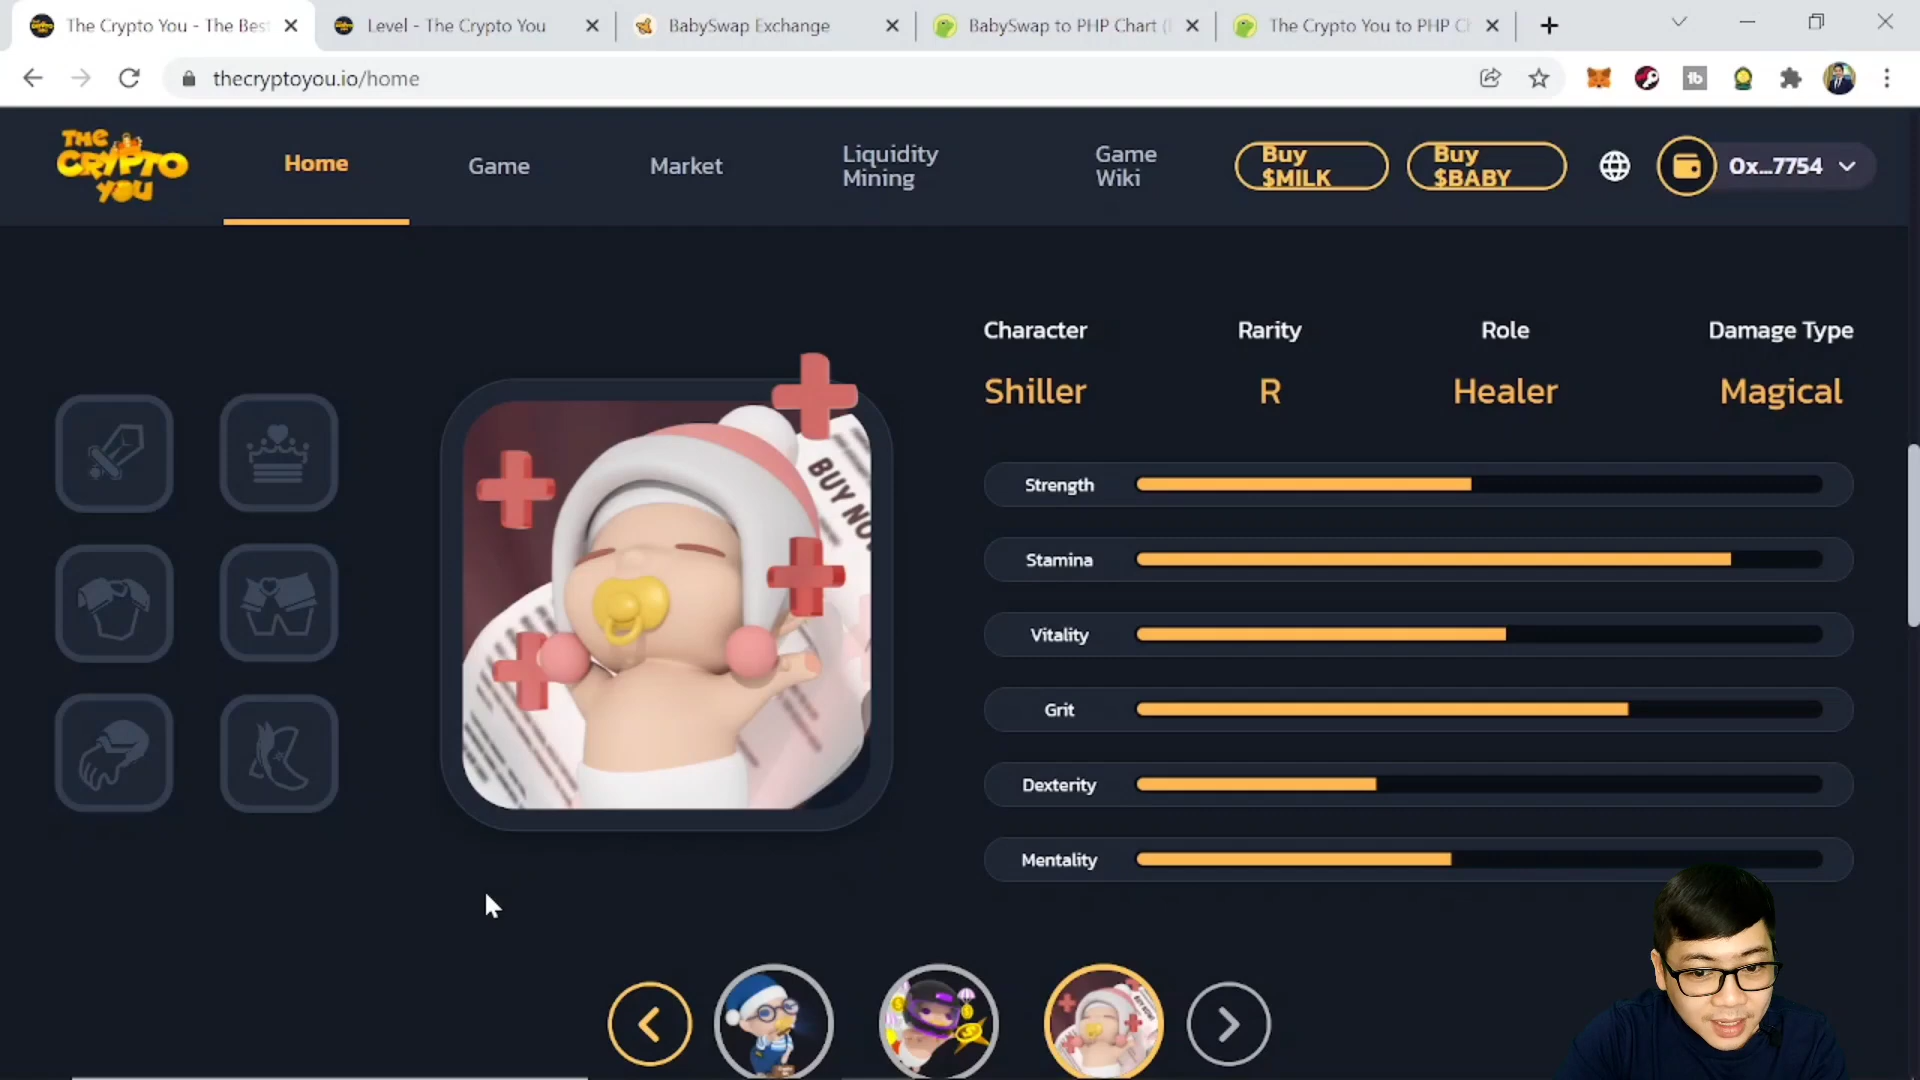 The Crypto You - The Bes
Level - The Crypto You
BabySwap Exchange
BabySwap to PHP Chart (
The Crypto You to PHP C
thecryptoyou.io/home
THE CRYPTO YOU
Home
Game
Market
Liquidity
Mining
Game
Wiki
Buy
$MILK
Buy
$BABY
0x...7754
Character
Rarity
Role
Damage Type
Shiller
R
Healer
Magical
BUY NO
Strength
Stamina
Vitality
Grit
Dexterity
Mentality